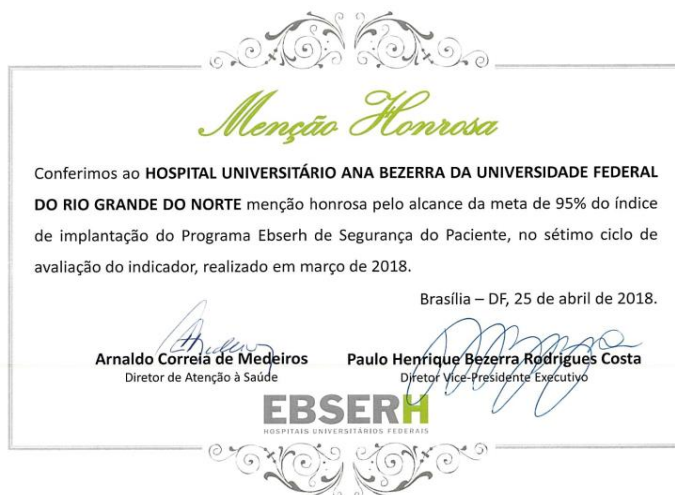 Menção Honrosa
Conferimos ao HOSPITAL UNIVERSITÁRIO ANA BEZERRA DA UNIVERSIDADE FEDERAL
DO RIO GRANDE DO NORTE menção honrosa pelo alcance da meta de 95% do índice
de implantação do Programa Ebserh de Segurança do Paciente, no sétimo ciclo de
avaliação do indicador, realizado em março de 2018.
Brasília – DF, 25 de abril de 2018.
Arnaldo Correia de Medeiros
Diretor de Atenção à Saúde
Paulo Henrique Bezerra Rodrigues Costa
Diretor Vice-Presidente Executivo
EBSERH
HOSPITAIS UNIVERSITÁRIOS FEDERAIS